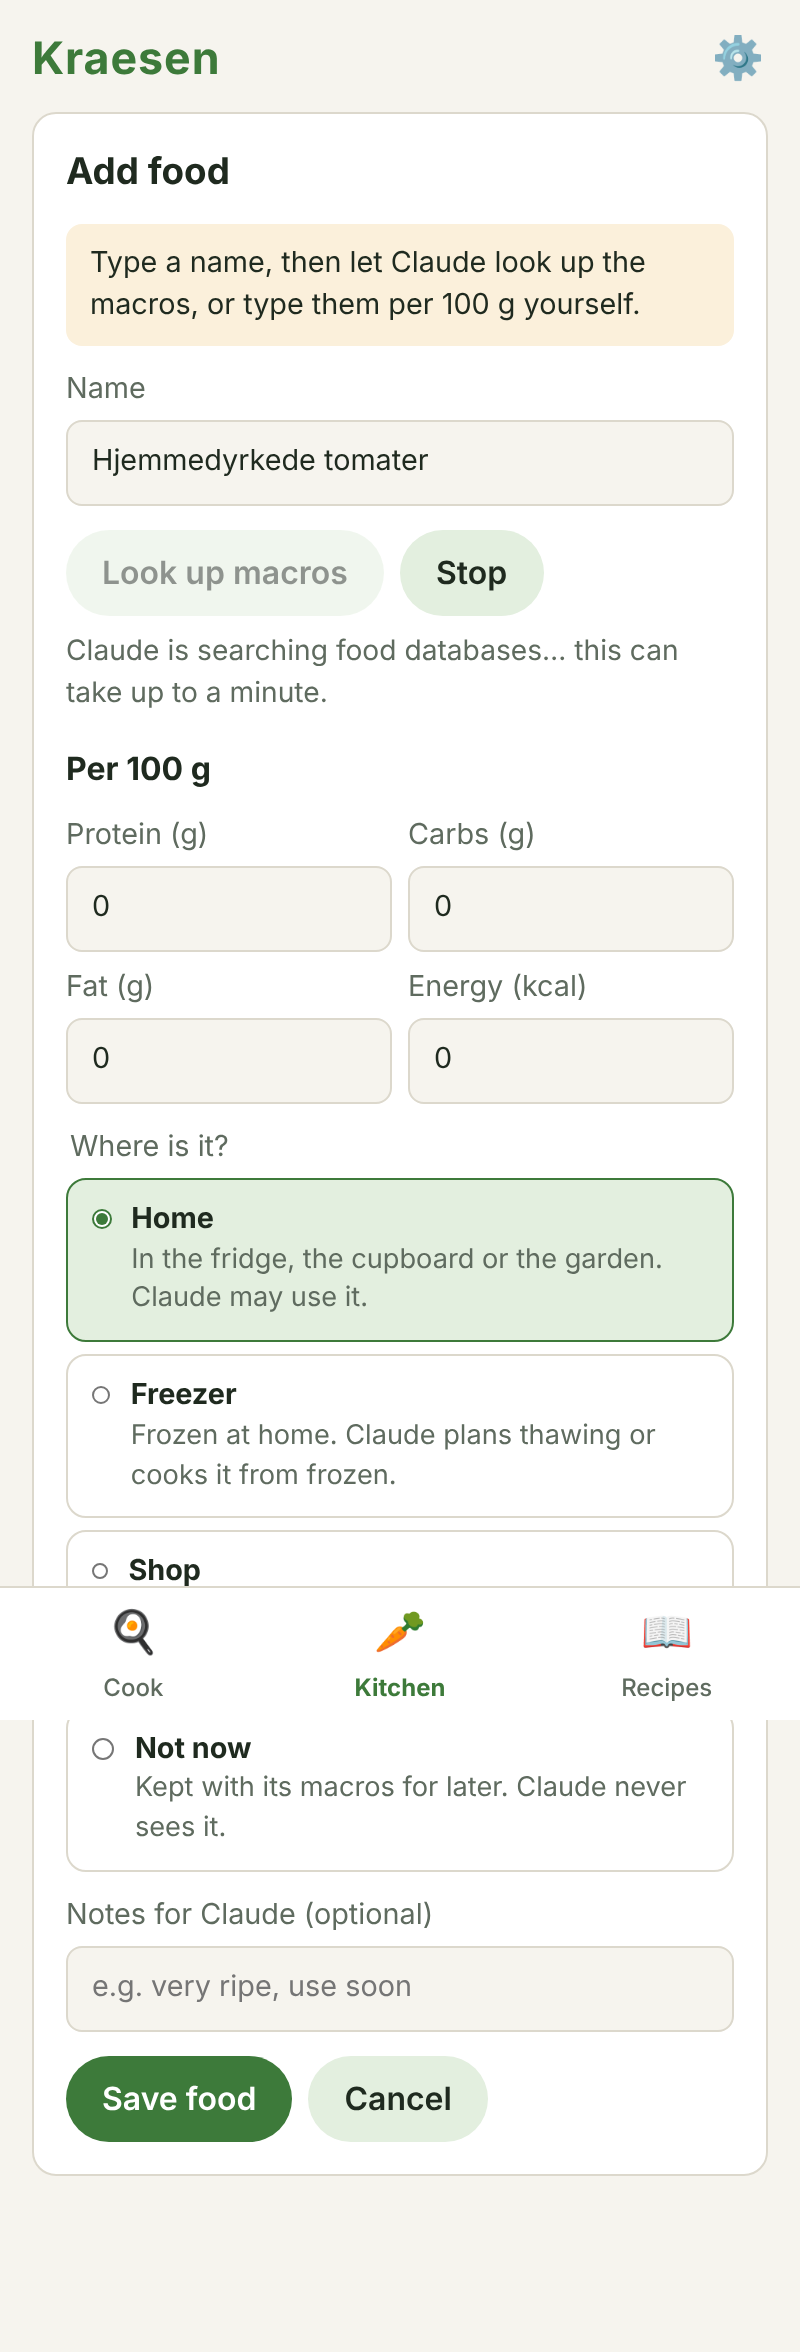 Kraesen
Add food
Type a name, then let Claude look up the
macros, or type them per 100 g yourself.
Name
Hjemmedyrkede tomater
Look up macros
Stop
Claude is searching food databases... this can
take up to a minute.
Per 100 g
Protein (g)
Carbs (g)
0
0
Fat (g)
Energy (kcal)
0
0
Where is it?
Home
In the fridge, the cupboard or the garden.
Claude may use it.
Freezer
Frozen at home. Claude plans thawing or
cooks it from frozen.
Shop
Cook
Kitchen
Recipes
Not now
Kept with its macros for later. Claude never
sees it.
Notes for Claude (optional)
e.g. very ripe, use soon
Save food
Cancel